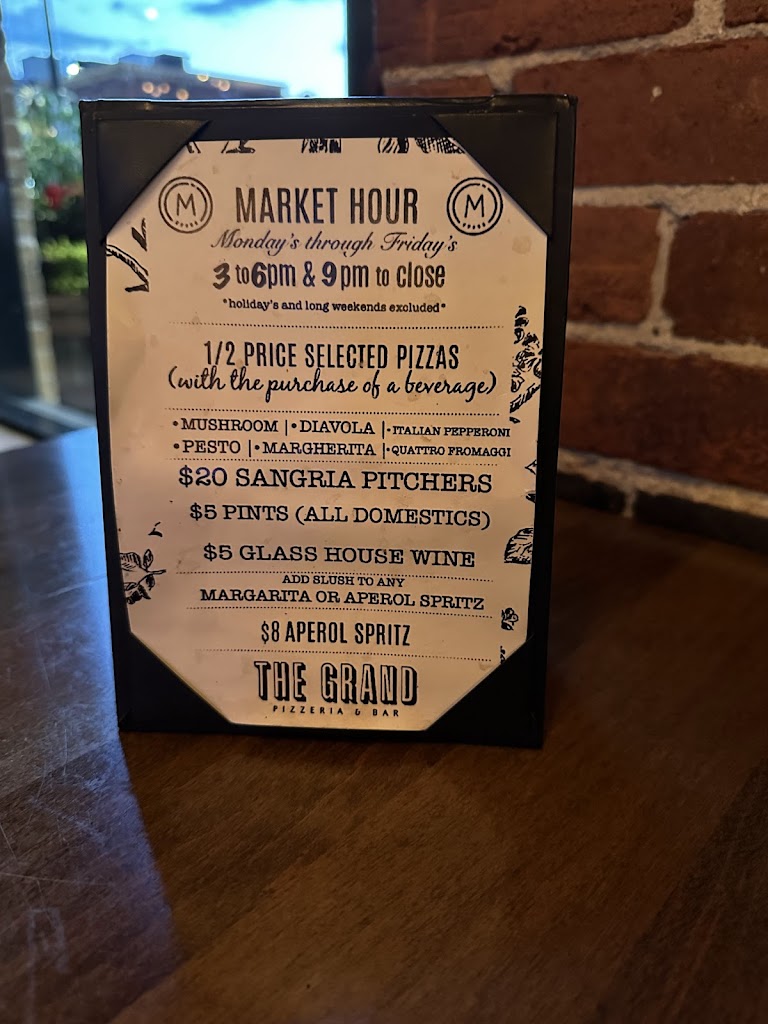 M MARKET HOUR M
Monday's through Friday's
3 to 6pm & 9pm to close
*holiday's and long weekends excluded*
1/2 PRICE SELECTED PIZZAS
(with the purchase of a beverage)
•MUSHROOM |•DIAVOLA |•ITALIAN PEPPERONI
•PESTO |•MARGHERITA |•QUATTRO FROMAGGI
$20 SANGRIA PITCHERS
$5 PINTS (ALL DOMESTICS)
$5 GLASS HOUSE WINE
ADD SLUSH TO ANY
MARGARITA OR APEROL SPRITZ
$8 APEROL SPRITZ
THE GRAND
PIZZERIA & BAR